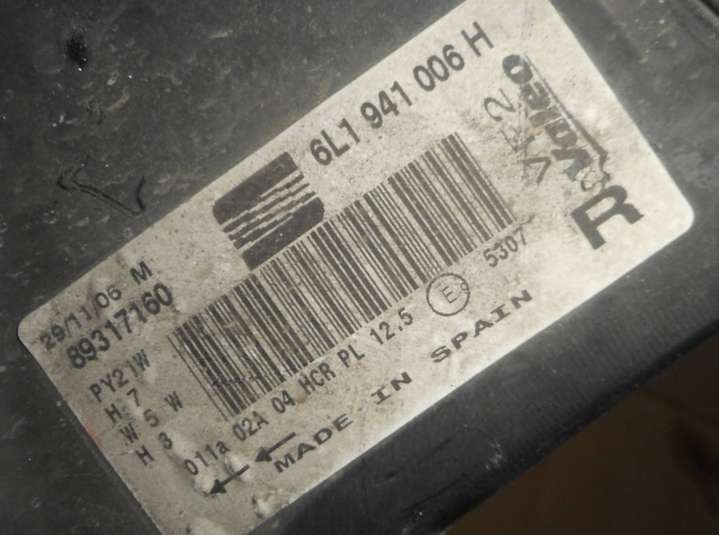 6L1 941 006 H
Valeo
R
29/11/06 M
89317160
PY21W
H 7
W 5 W
H 3
5307
011a 02A 04 HCR PL 12.5
E9
MADE IN SPAIN